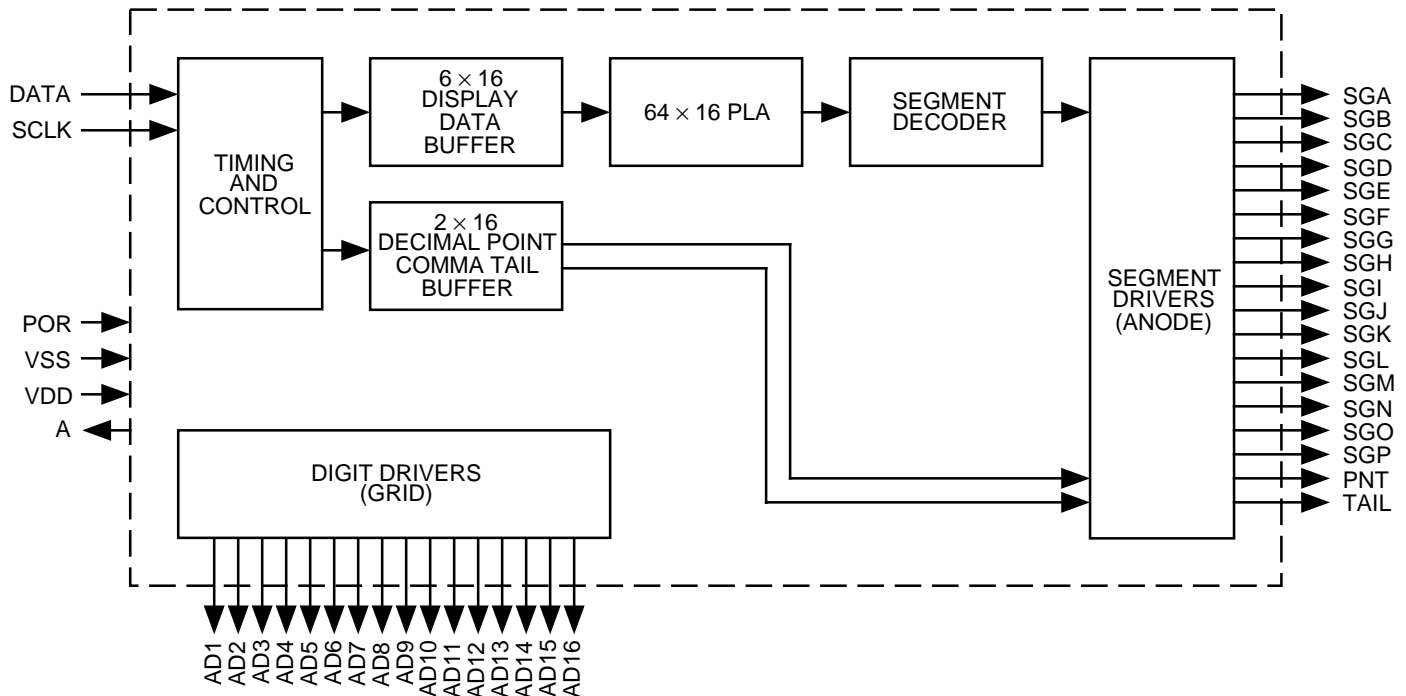 DATA
SCLK
POR
VSS
VDD
A
TIMING
AND
CONTROL
6 × 16
DISPLAY
DATA
BUFFER
64 × 16 PLA
SEGMENT
DECODER
2 × 16
DECIMAL POINT
COMMA TAIL
BUFFER
SEGMENT
DRIVERS
(ANODE)
DIGIT DRIVERS
(GRID)
SGA
SGB
SGC
SGD
SGE
SGF
SGG
SGH
SGI
SGJ
SGK
SGL
SGM
SGN
SGO
SGP
PNT
TAIL
AD1
AD2
AD3
AD4
AD5
AD6
AD7
AD8
AD9
AD10
AD11
AD12
AD13
AD14
AD15
AD16